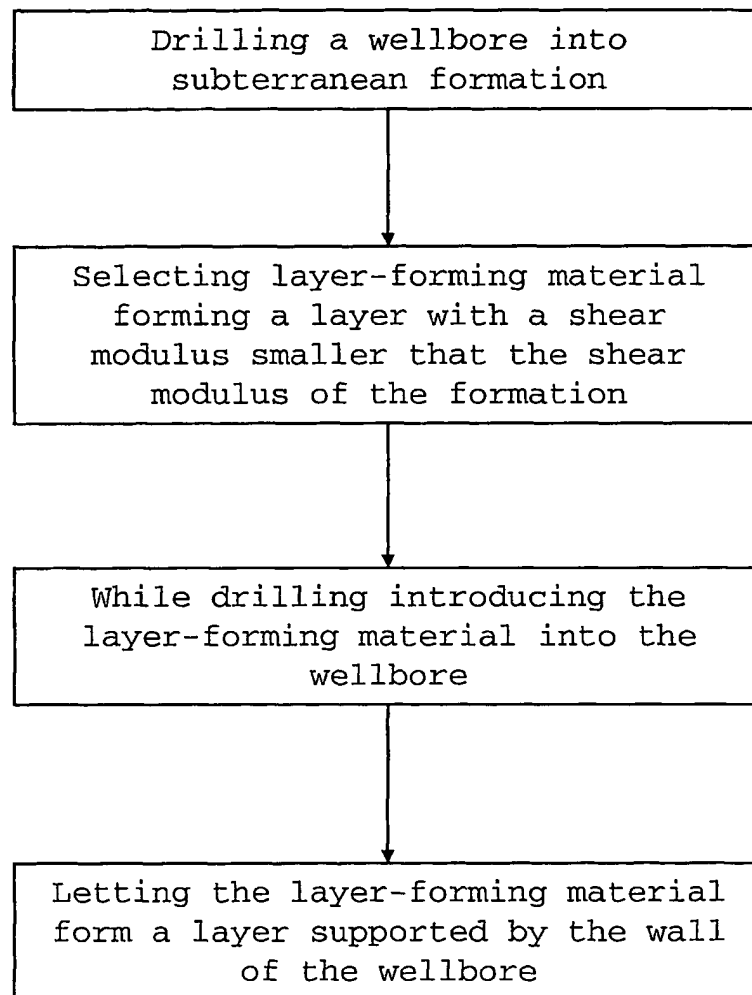 Drilling a wellbore into
subterranean formation
Selecting layer-forming material
forming a layer with a shear
modulus smaller that the shear
modulus of the formation
While drilling introducing the
layer-forming material into the
wellbore
Letting the layer-forming material
form a layer supported by the wall
of the wellbore